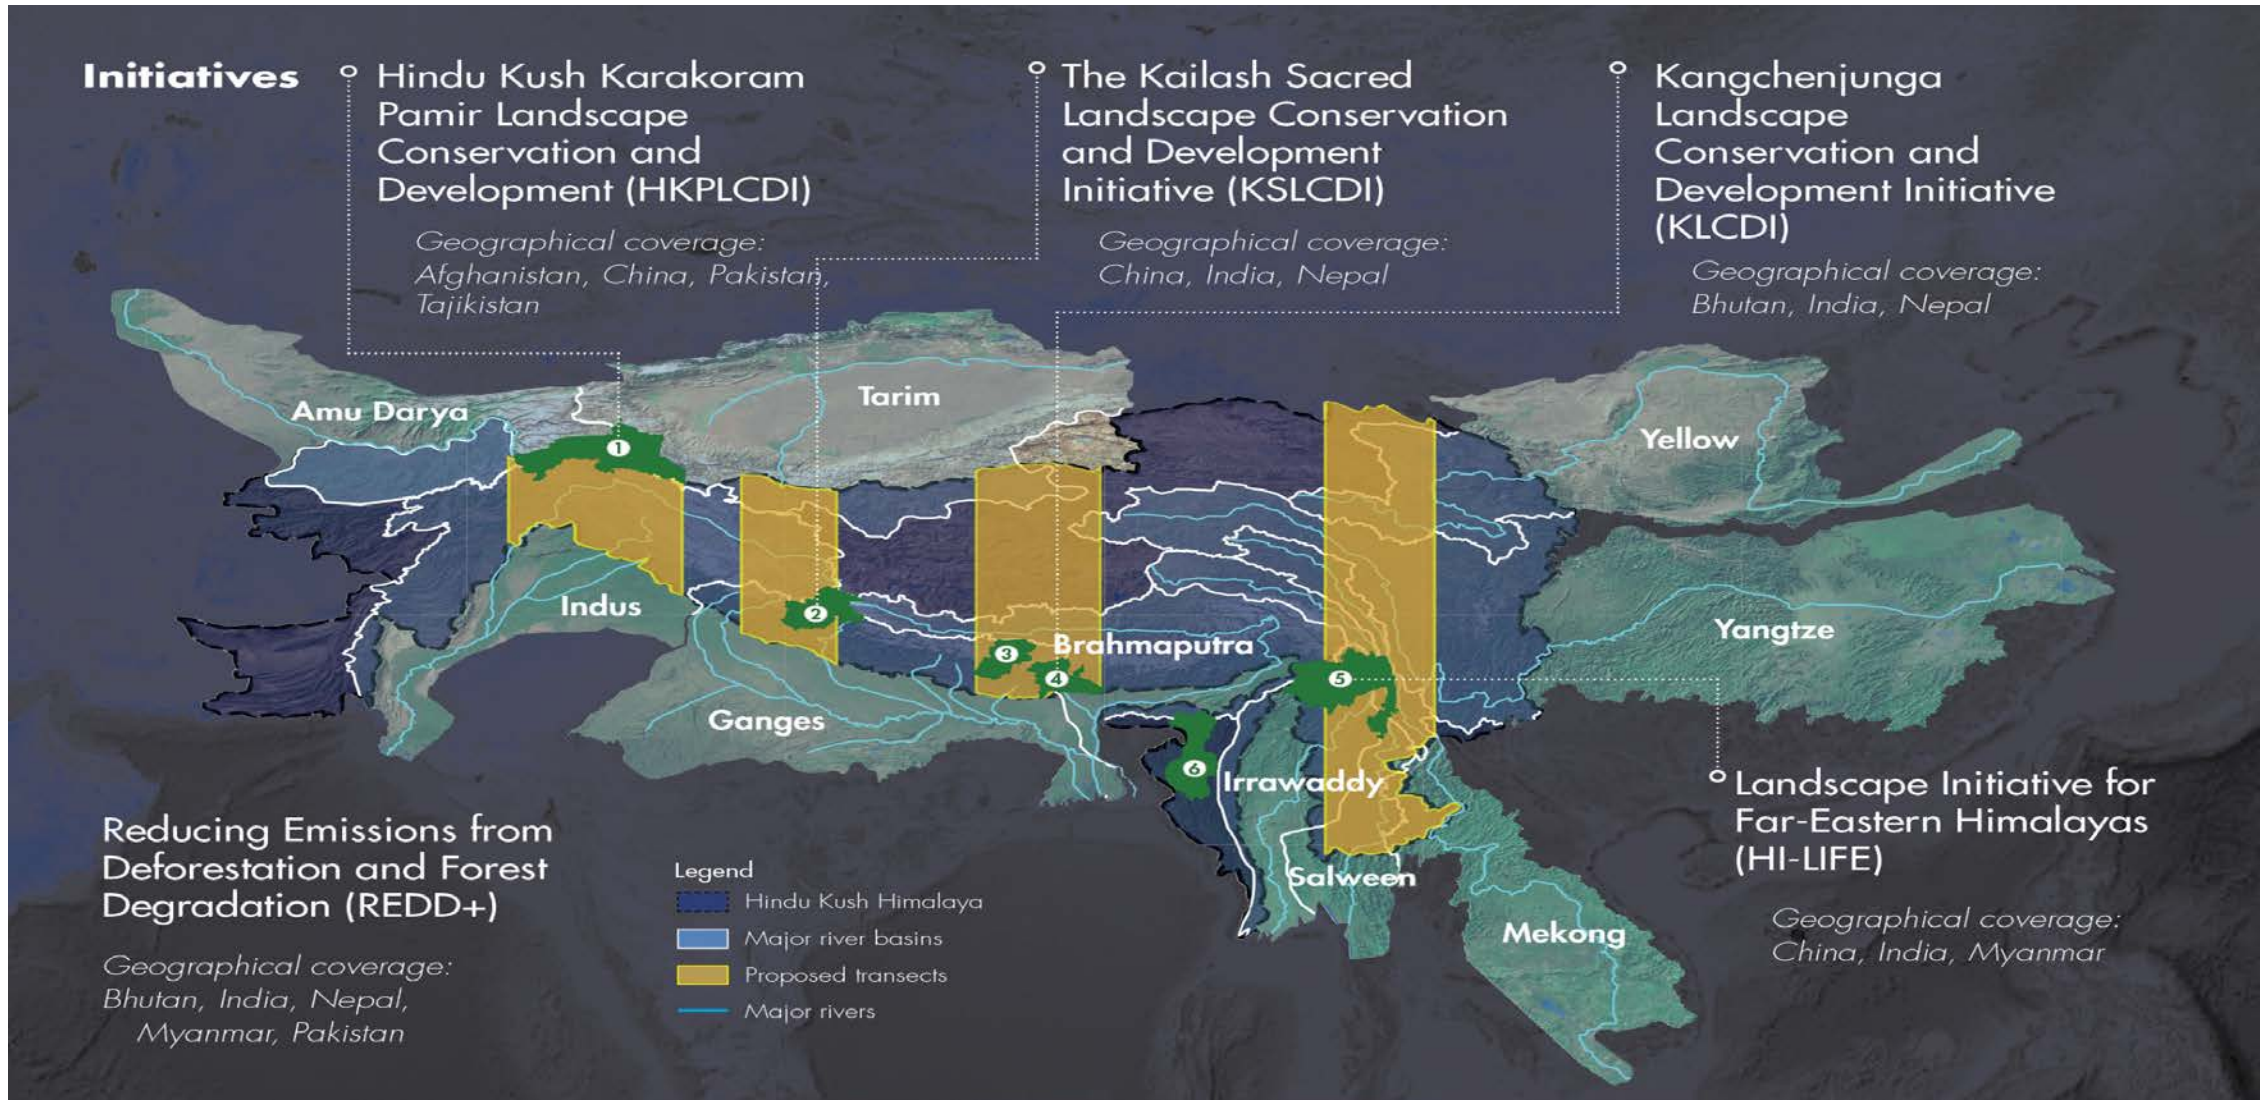 Initiatives
Hindu Kush Karakoram
Pamir Landscape
Conservation and
Development (HKPLCDI)
Geographical coverage:
Afghanistan, China, Pakistan,
Tajikistan
The Kailash Sacred
Landscape Conservation
and Development
Initiative (KSLCDI)
Geographical coverage:
China, India, Nepal
Kangchenjunga
Landscape
Conservation and
Development Initiative
(KLCDI)
Geographical coverage:
Bhutan, India, Nepal
Amu Darya
Tarim
Yellow
1
Indus
2
Brahmaputra
Yangtze
3
4
5
Ganges
6
Irrawaddy
Salween
Mekong
Landscape Initiative for
Far-Eastern Himalayas
(HI-LIFE)
Geographical coverage:
China, India, Myanmar
Reducing Emissions from
Deforestation and Forest
Degradation (REDD+)
Geographical coverage:
Bhutan, India, Nepal,
Myanmar, Pakistan
Legend
Hindu Kush Himalaya
Major river basins
Proposed transects
Major rivers